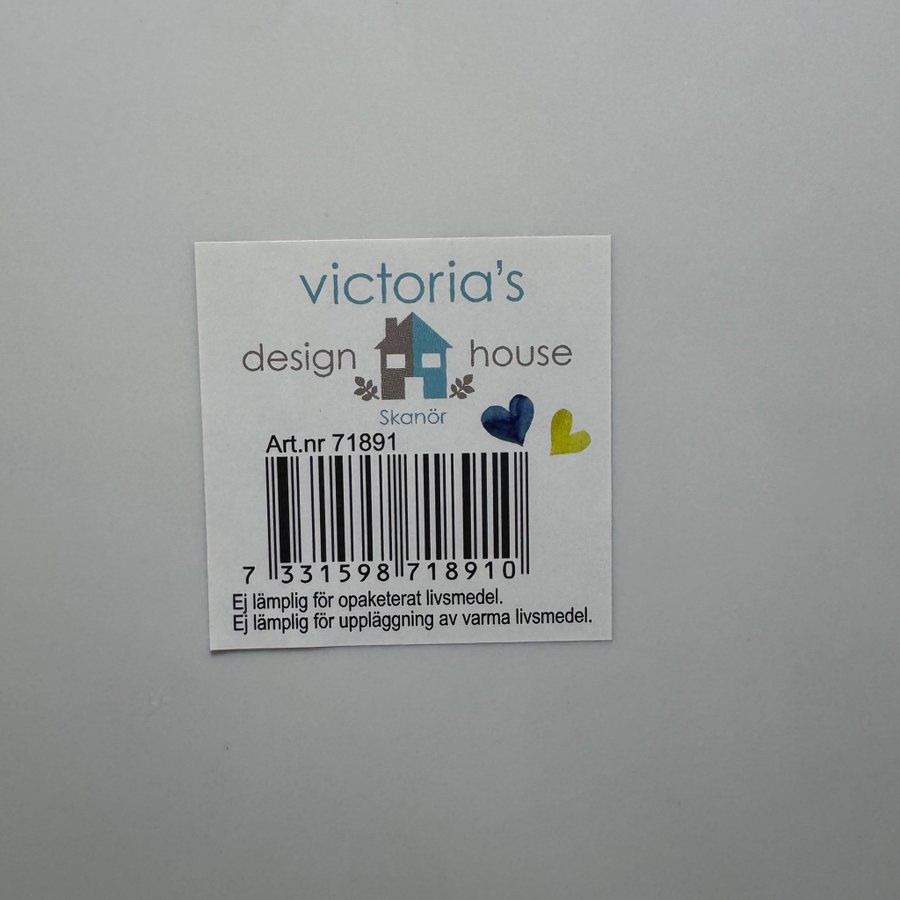 victoria's
design house
Skanör
Art.nr 71891
7 331598 718910
Ej lämplig för opaketerat livsmedel.
Ej lämplig för uppläggning av varma livsmedel.